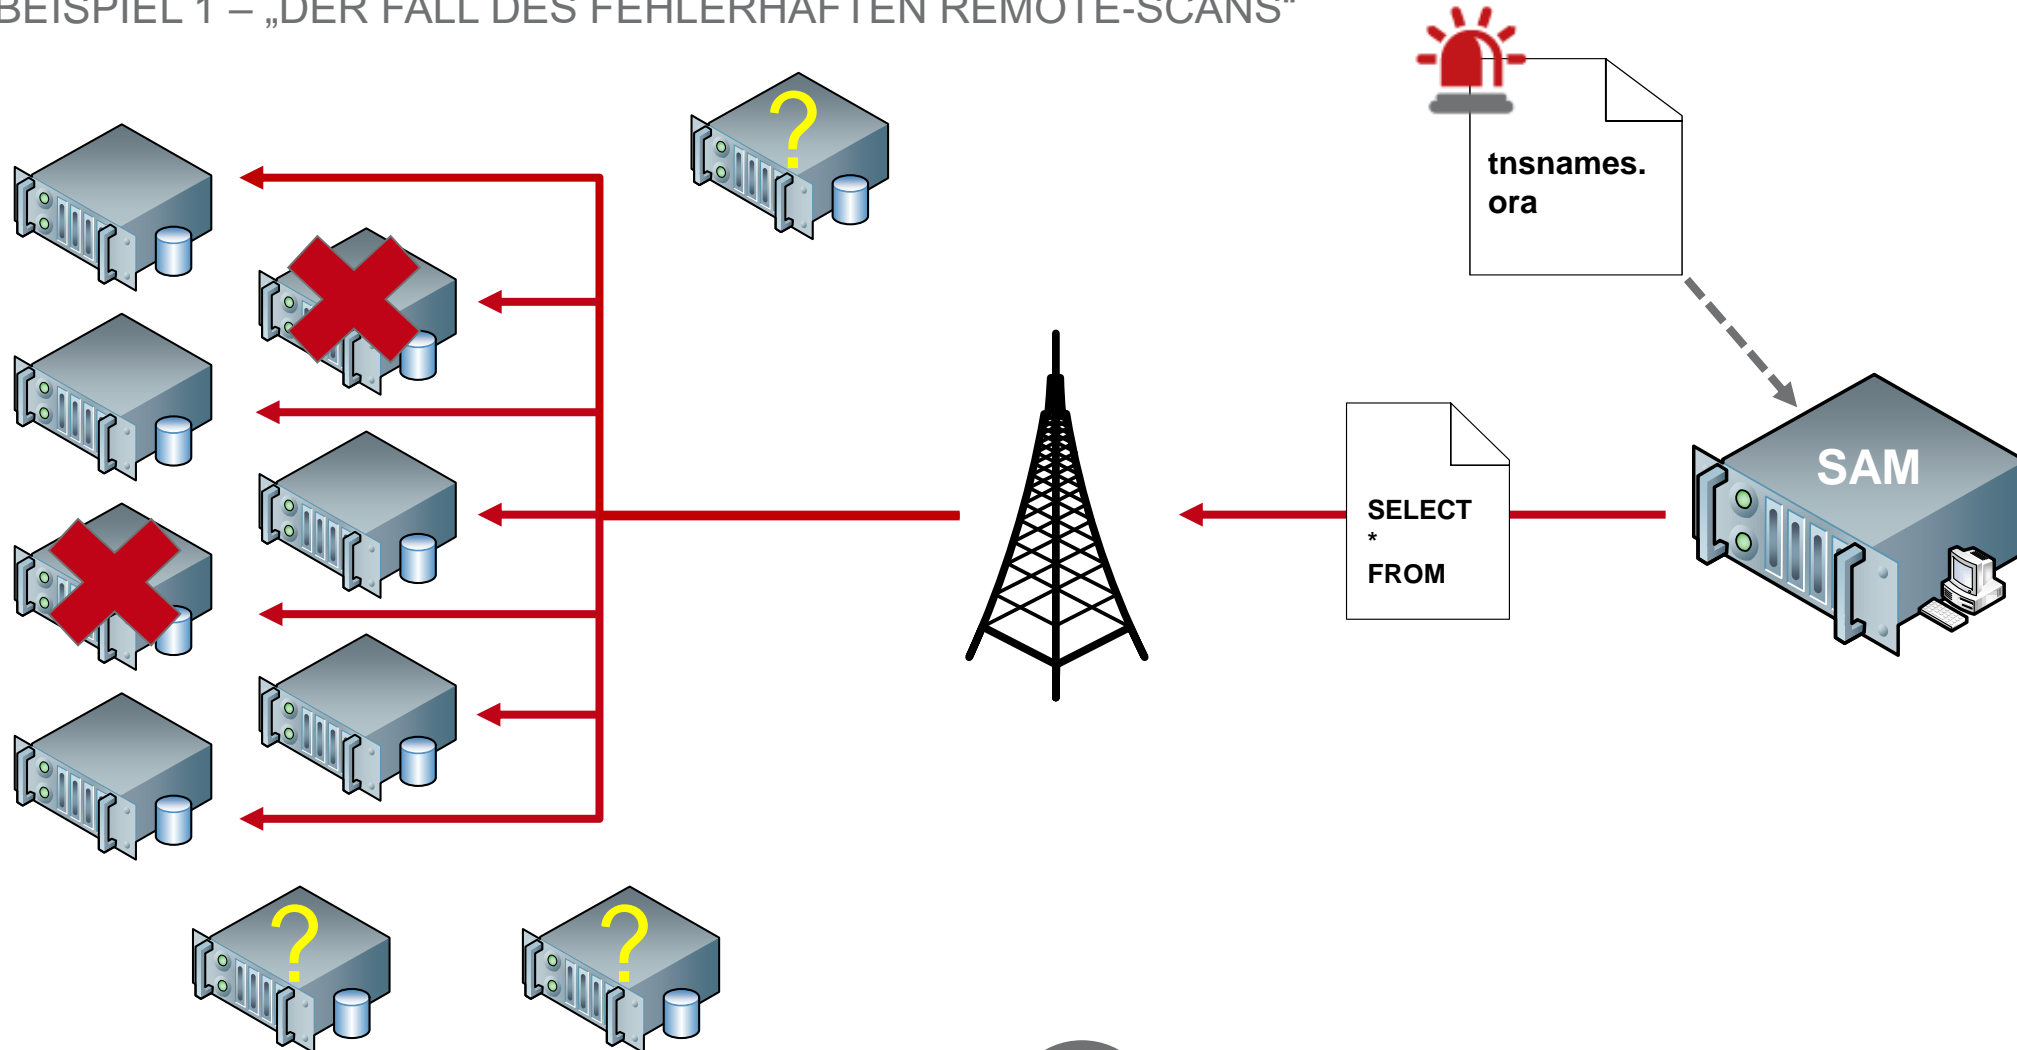 BEISPIEL 1 – „DER FALL DES FEHLERHAFTEN REMOTE-SCANS“
?
tnsnames.
ora
SAM
SELECT
*
FROM
?
?